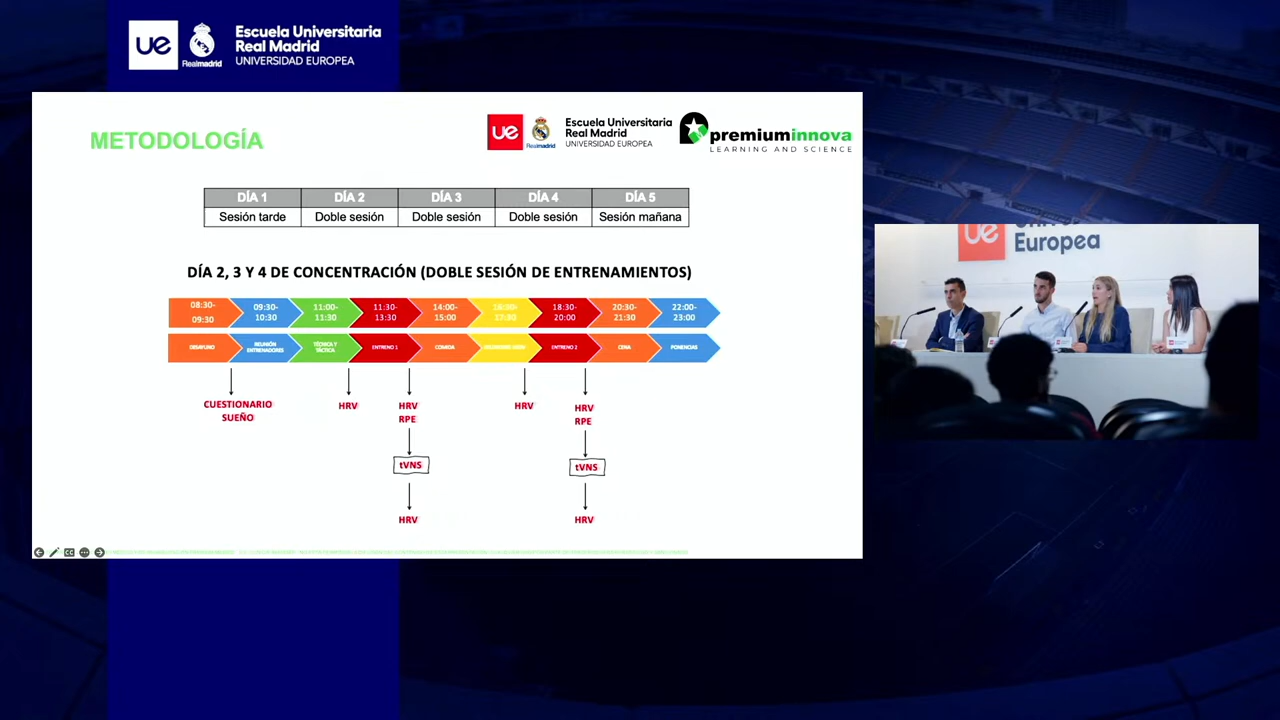 ue
Realmadrid
Escuela Universitaria
Real Madrid
UNIVERSIDAD EUROPEA
METODOLOGÍA
ue
Realmadrid
Escuela Universitaria
Real Madrid
UNIVERSIDAD EUROPEA
premiuminnova
LEARNING AND SCIENCE
DÍA 1 DÍA 2 DÍA 3 DÍA 4 DÍA 5
Sesión tarde Doble sesión Doble sesión Doble sesión Sesión mañana
DÍA 2, 3 Y 4 DE CONCENTRACIÓN (DOBLE SESIÓN DE ENTRENAMIENTOS)
08:30-
09:30
09:30-
10:30
11:00-
11:30
11:30-
13:30
14:00-
15:00
18:30-
20:00
20:30-
21:30
22:00-
23:00
DESAYUNO
REUNIÓN
ENTRENADORES
TÉCNICA Y
TÁCTICA
ENTRENO 1
COMIDA
ENTRENO 2
CENA
PONENCIAS
CUESTIONARIO
SUEÑO
HRV
HRV
RPE
HRV
HRV
RPE
tVNS
tVNS
HRV
HRV
CC
ue
Europea